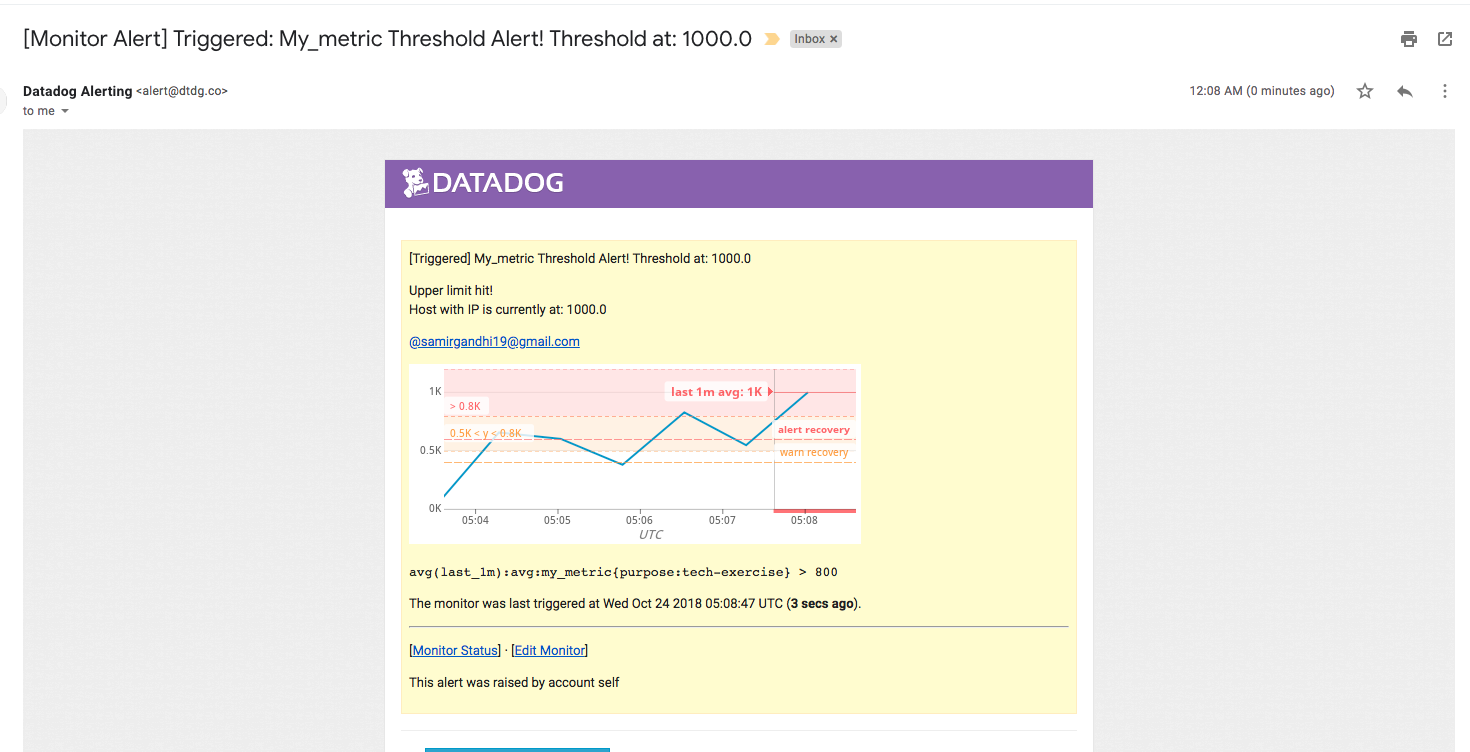 [Monitor Alert] Triggered: My_metric Threshold Alert! Threshold at: 1000.0 Inbox ×
Datadog Alerting <alert@dtdg.co> 12:08 AM (0 minutes ago)
to me
DATADOG
[Triggered] My_metric Threshold Alert! Threshold at: 1000.0
Upper limit hit!
Host with IP is currently at: 1000.0
@samirgandhi19@gmail.com
1K
last 1m avg: 1K
> 0.8K
0.5K < y < 0.8K
alert recovery
0.5K
warn recovery
0K
05:04 05:05 05:06 05:07 05:08
UTC
avg(last_1m):avg:my_metric{purpose:tech-exercise} > 800
The monitor was last triggered at Wed Oct 24 2018 05:08:47 UTC (3 secs ago).
[Monitor Status] · [Edit Monitor]
This alert was raised by account self